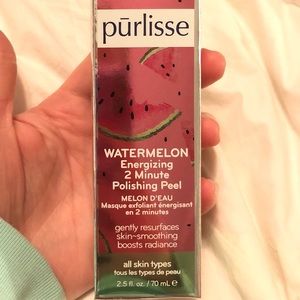 pūrlisse
WATERMELON
Energizing
2 Minute
Polishing Peel
MELON D'EAU
Masque exfoliant énergisant
en 2 minutes
gently resurfaces
skin-smoothing
boosts radiance
all skin types
tous les types de peau
2.5 fl. oz. / 70 mL e